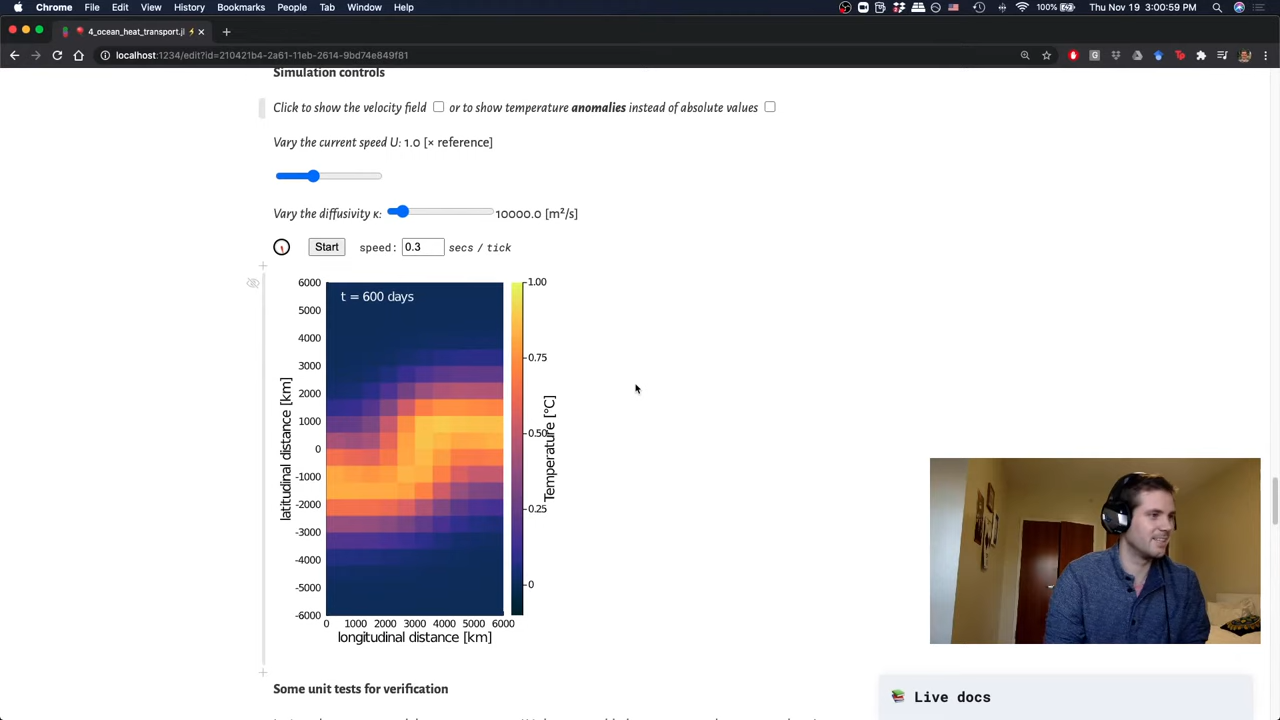 Chrome File Edit View History Bookmarks People Tab Window Help 100% Thu Nov 19 3:00:59 PM
4_ocean_heat_transport.jl
localhost:1234/edit?id=210421b4-2a61-11eb-2614-9bd74e849f81
Simulation controls
Click to show the velocity field or to show temperature anomalies instead of absolute values
Vary the current speed U: 1.0 [× reference]
Vary the diffusivity κ: 10000.0 [m²/s]
Start speed: 0.3 secs / tick
t = 600 days
6000
5000
4000
3000
2000
1000
0
-1000
-2000
-3000
-4000
-5000
-6000
latitudinal distance [km]
0 1000 2000 3000 4000 5000 6000
longitudinal distance [km]
1.00
0.75
0.50
0.25
0
Temperature [°C]
Some unit tests for verification
Live docs